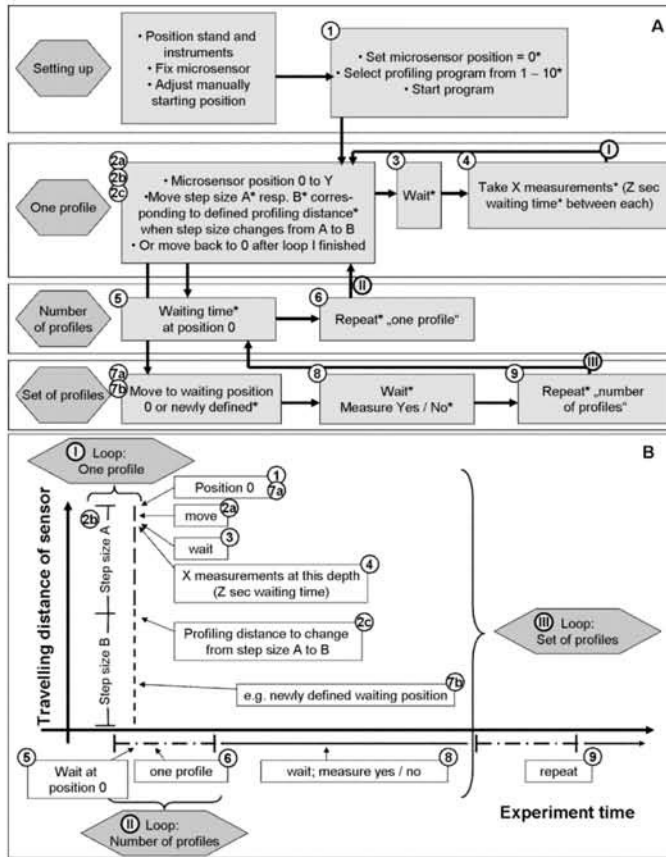 A
Setting up
• Position stand and
instruments
• Fix microsensor
• Adjust manually
starting position
1
• Set microsensor position = 0*
• Select profiling program from 1 – 10*
• Start program
One profile
2a
2b
2c
• Microsensor position 0 to Y
• Move step size A* resp. B* corres-
ponding to defined profiling distance*
when step size changes from A to B
• Or move back to 0 after loop I finished
3
Wait*
4
I
Take X measurements* (Z sec
waiting time* between each)
Number
of profiles
5
Waiting time*
at position 0
6
II
Repeat* „one profile“
Set of profiles
7a
7b
Move to waiting position
0 or newly defined*
8
Wait*
Measure Yes / No*
9
III
Repeat* „number
of profiles“
B
I Loop:
One profile
Travelling distance of sensor
2b
Step size A
Step size B
Position 0
1
7a
move
2a
wait
3
X measurements at this depth
(Z sec waiting time)
4
Profiling distance to change
from step size A to B
2c
e.g. newly defined waiting position
7b
III Loop:
Set of profiles
5
Wait at
position 0
one profile
6
wait; measure yes / no
8
repeat
9
Experiment time
II Loop:
Number of profiles